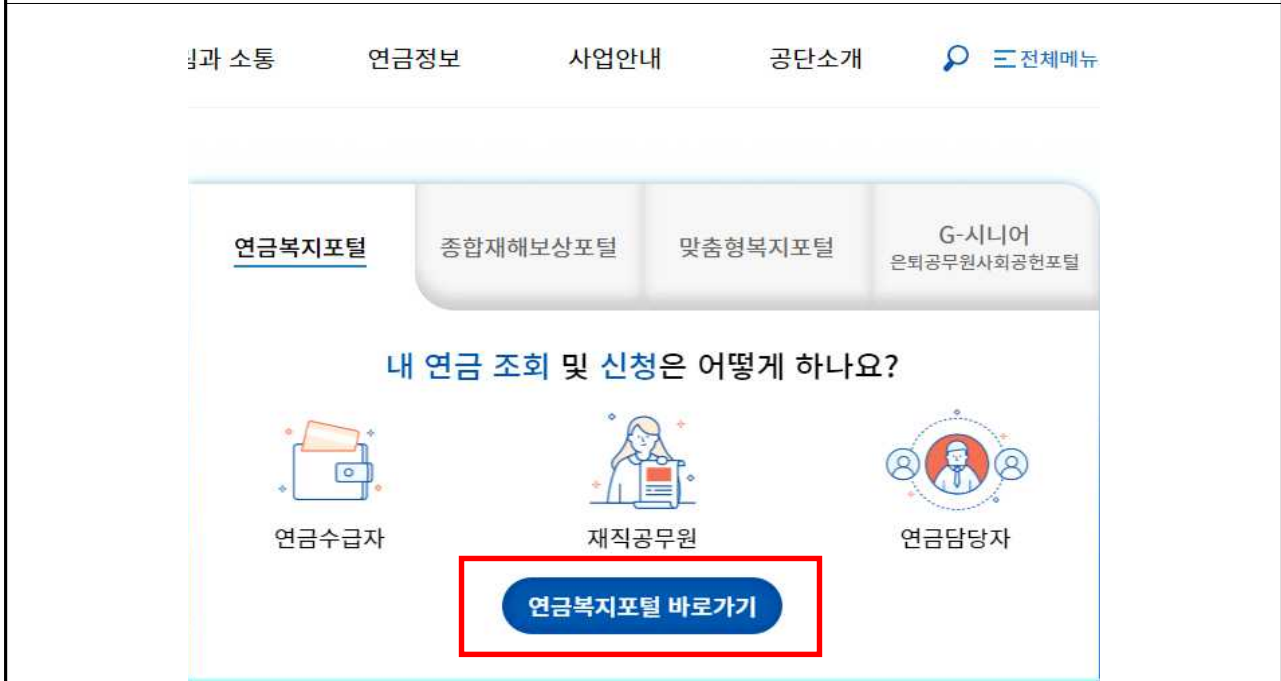 과 소통 연금정보 사업안내 공단소개 전체메뉴
연금복지포털 종합재해보상포털 맞춤형복지포털 G-시니어
은퇴공무원사회공헌포털
내 연금 조회 및 신청은 어떻게 하나요?
연금수급자 재직공무원 연금담당자
연금복지포털 바로가기